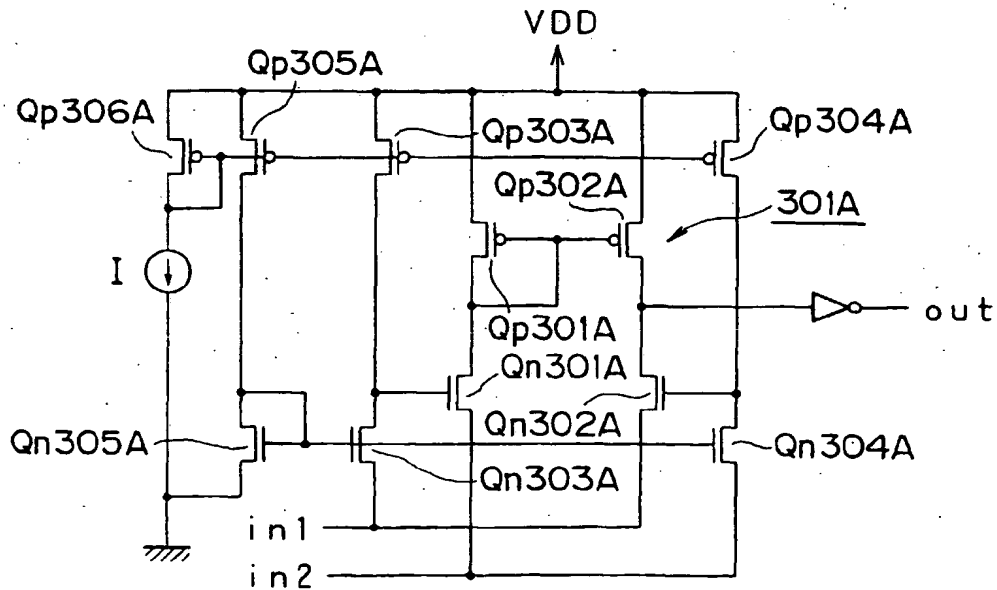 VDD
Qp305A
Qp306A
Qp303A
Qp304A
Qp302A
301A
I
out
Qp301A
Qn301A
Qn302A
Qn305A
Qn304A
Qn303A
in1
in2